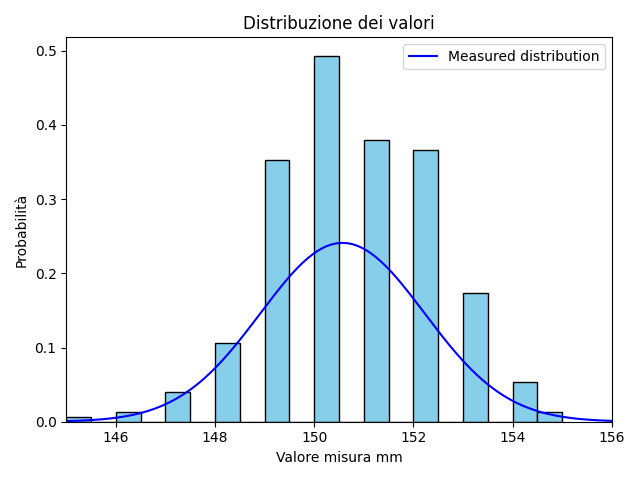 Distribuzione dei valori
Measured distribution
Probabilità
0.5
0.4
0.3
0.2
0.1
0.0
146 148 150 152 154 156
Valore misura mm